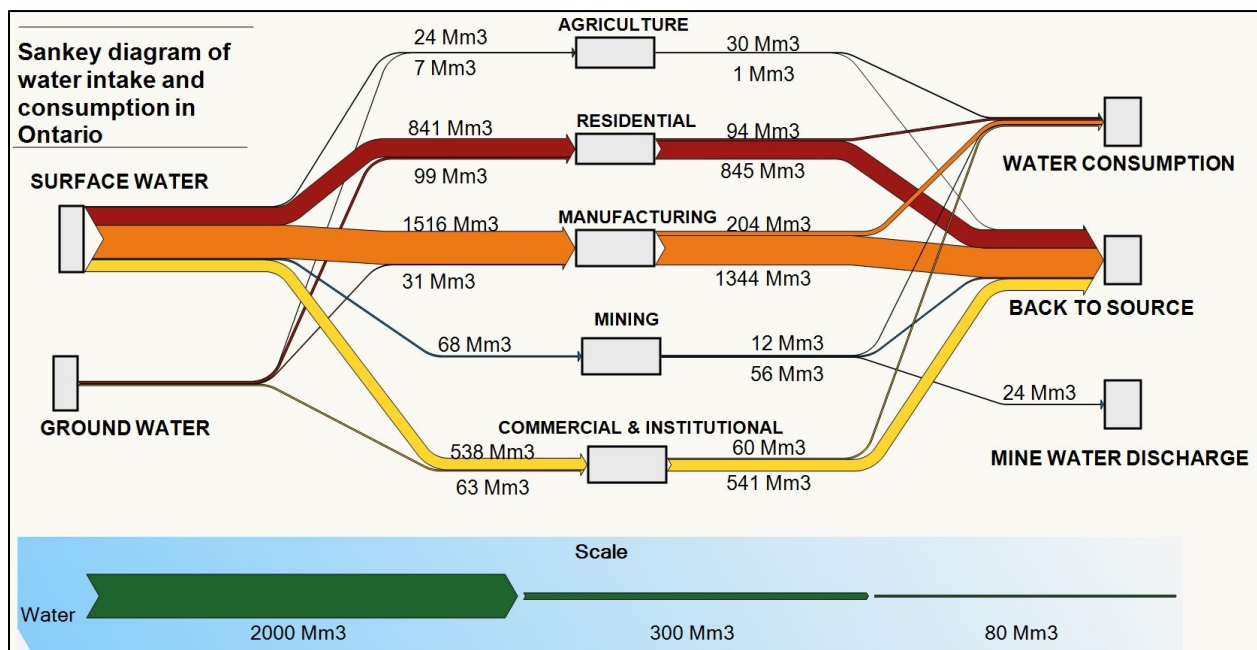 Sankey diagram of
water intake and
consumption in
Ontario
AGRICULTURE
24 Mm3
7 Mm3
30 Mm3
1 Mm3
RESIDENTIAL
841 Mm3
99 Mm3
94 Mm3
845 Mm3
WATER CONSUMPTION
SURFACE WATER
MANUFACTURING
1516 Mm3
31 Mm3
204 Mm3
1344 Mm3
BACK TO SOURCE
MINING
68 Mm3
12 Mm3
56 Mm3
24 Mm3
GROUND WATER
COMMERCIAL & INSTITUTIONAL
538 Mm3
63 Mm3
60 Mm3
541 Mm3
MINE WATER DISCHARGE
Scale
Water
2000 Mm3
300 Mm3
80 Mm3